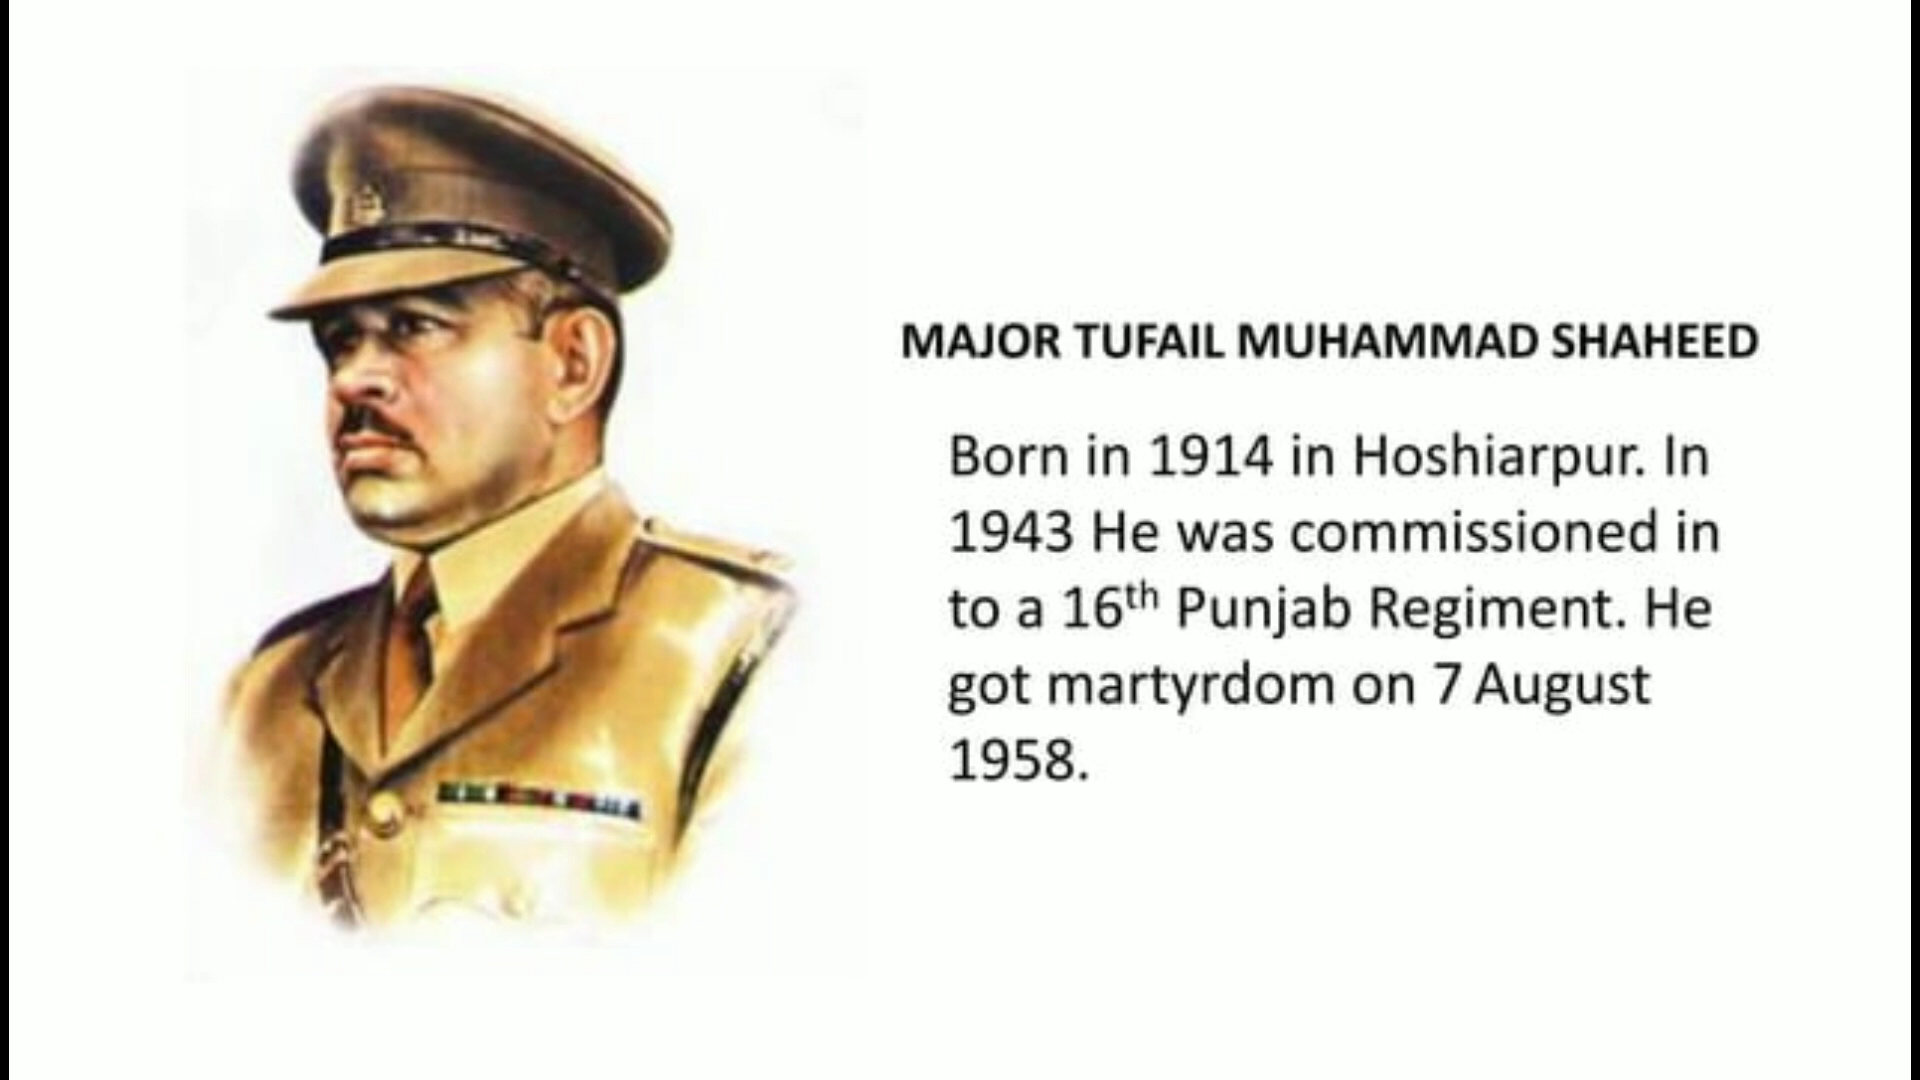 MAJOR TUFAIL MUHAMMAD SHAHEED
Born in 1914 in Hoshiarpur. In
1943 He was commissioned in
to a 16th Punjab Regiment. He
got martyrdom on 7 August
1958.